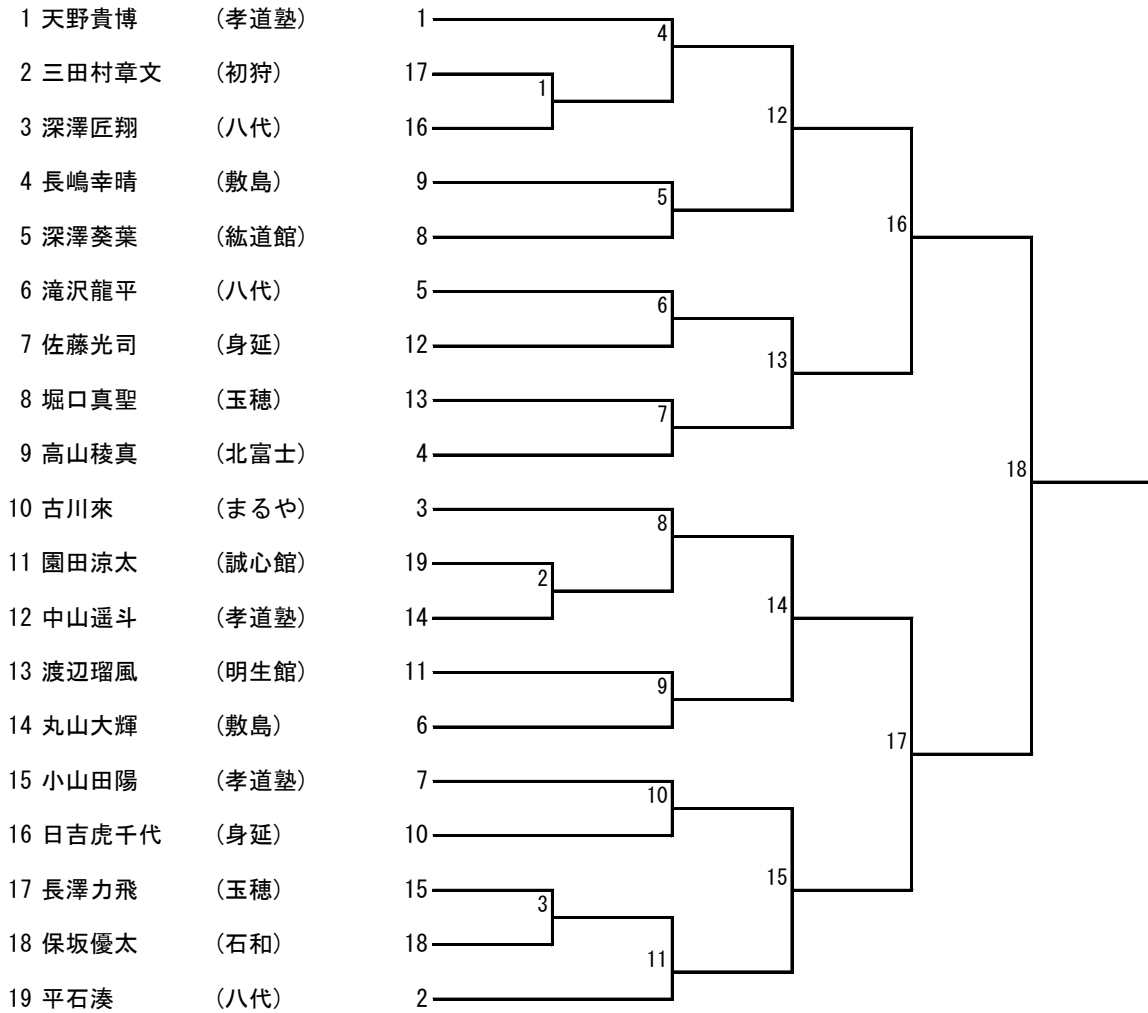 1 天野貴博 (孝道塾) 1
4
2 三田村章文 (初狩) 17
1
12
3 深澤匠翔 (八代) 16
4 長嶋幸晴 (敷島) 9
5
16
5 深澤葵葉 (紘道館) 8
6 滝沢龍平 (八代) 5
6
7 佐藤光司 (身延) 12
13
8 堀口真聖 (玉穂) 13
7
9 高山稜真 (北富士) 4
18
10 古川來 (まるや) 3
8
11 園田涼太 (誠心館) 19
2
14
12 中山遥斗 (孝道塾) 14
13 渡辺瑠風 (明生館) 11
9
14 丸山大輝 (敷島) 6
17
15 小山田陽 (孝道塾) 7
10
16 日吉虎千代 (身延) 10
15
17 長澤力飛 (玉穂) 15
3
18 保坂優太 (石和) 18
11
19 平石湊 (八代) 2